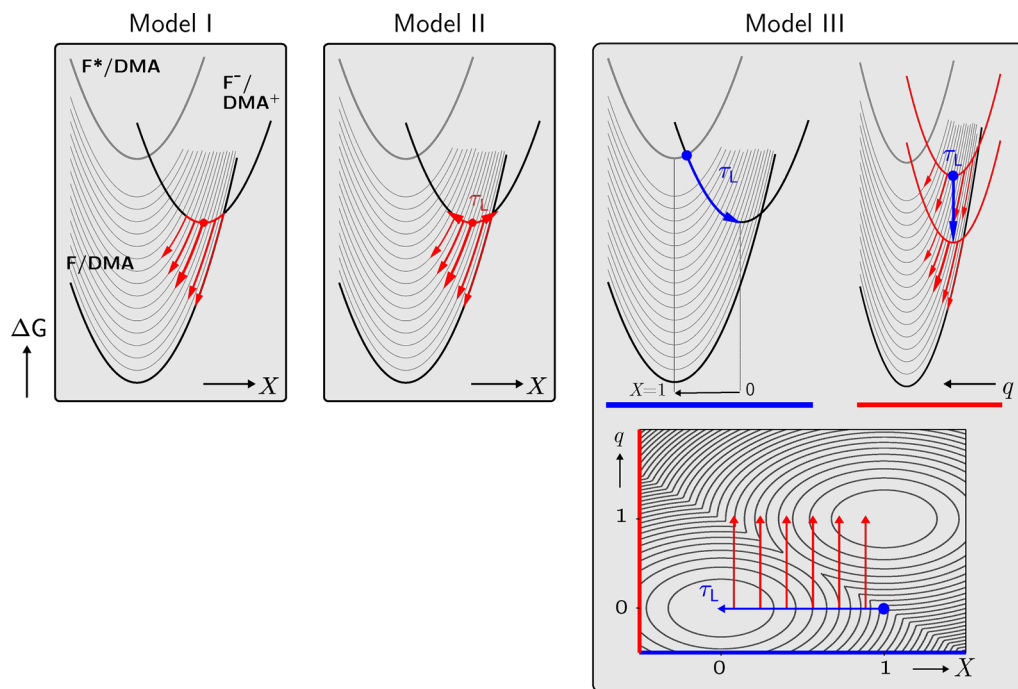 Model I
Model II
Model III
F*/DMA
F⁻/
DMA⁺
F/DMA
ΔG
X
τL
X
τL
X=1
0
τL
q
q
1
0
τL
0
1
X